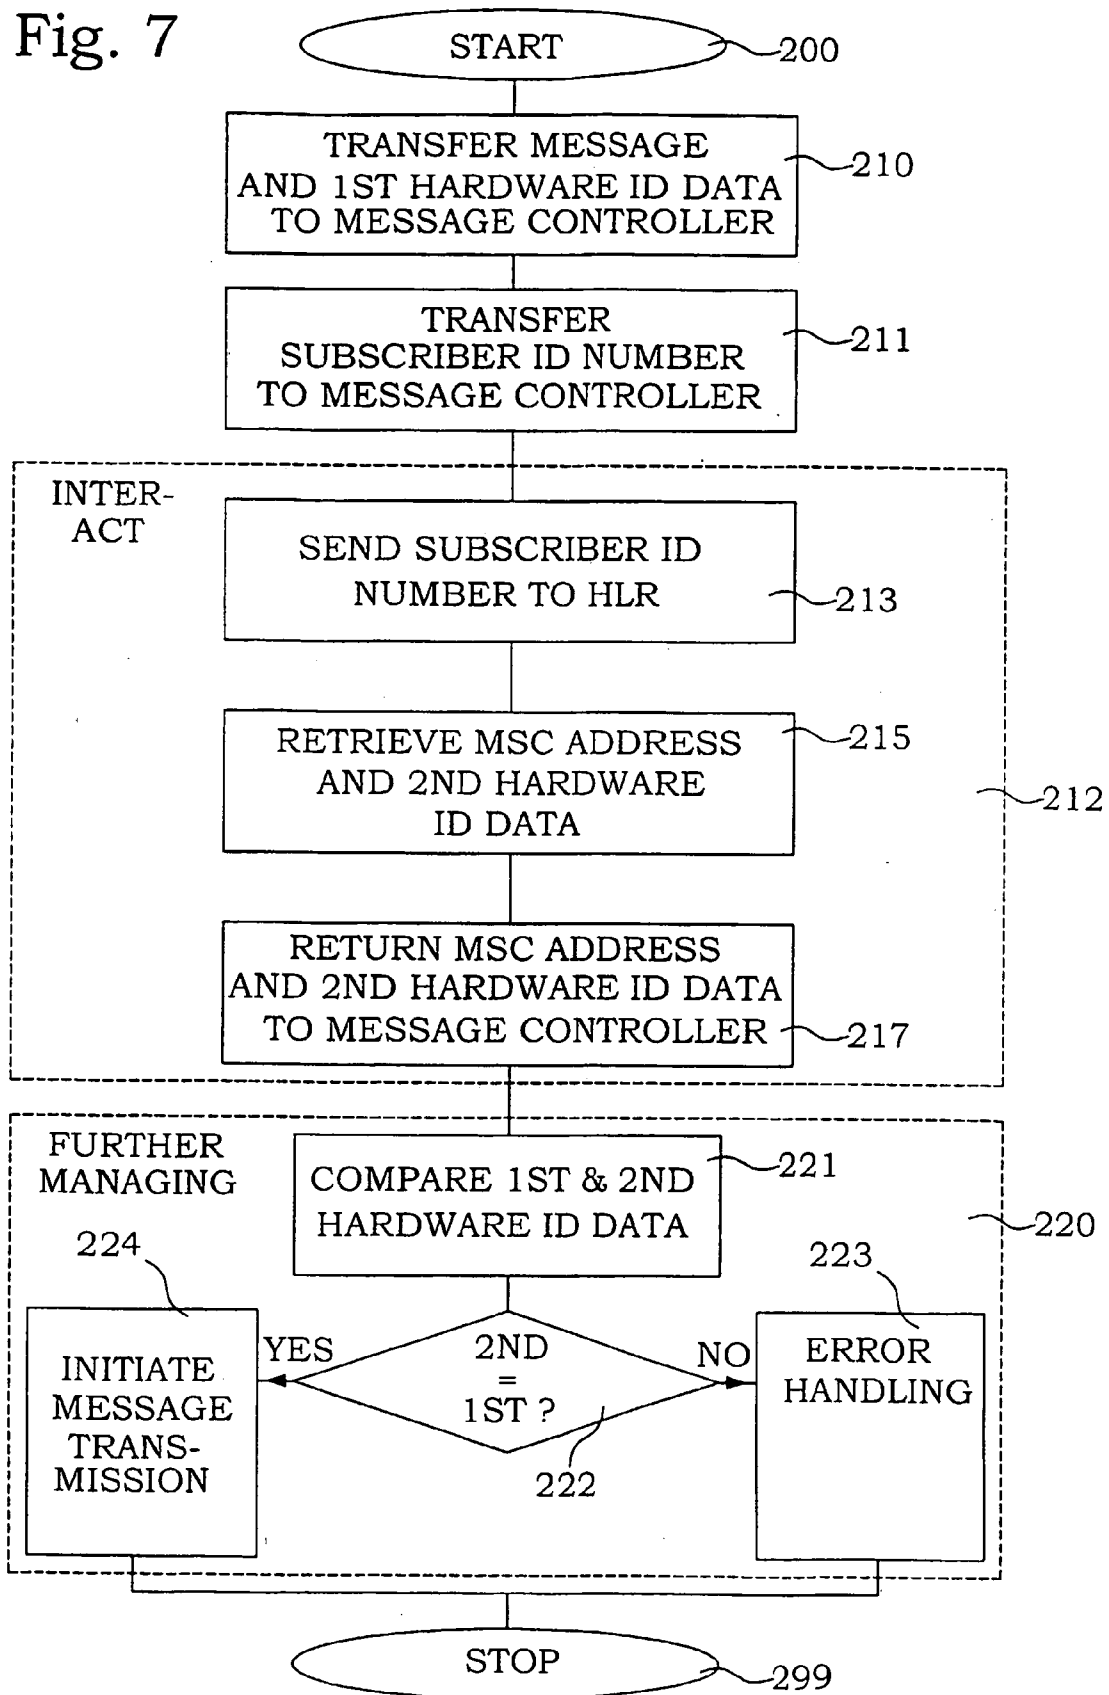 Fig. 7
START
200
TRANSFER MESSAGE
AND 1ST HARDWARE ID DATA
TO MESSAGE CONTROLLER
210
TRANSFER
SUBSCRIBER ID NUMBER
TO MESSAGE CONTROLLER
211
INTER-
ACT
SEND SUBSCRIBER ID
NUMBER TO HLR
213
RETRIEVE MSC ADDRESS
AND 2ND HARDWARE
ID DATA
215
212
RETURN MSC ADDRESS
AND 2ND HARDWARE ID DATA
TO MESSAGE CONTROLLER
217
FURTHER
MANAGING
COMPARE 1ST & 2ND
HARDWARE ID DATA
221
220
224
223
INITIATE
MESSAGE
TRANS-
MISSION
YES
2ND
=
1ST ?
NO
222
ERROR
HANDLING
STOP
299